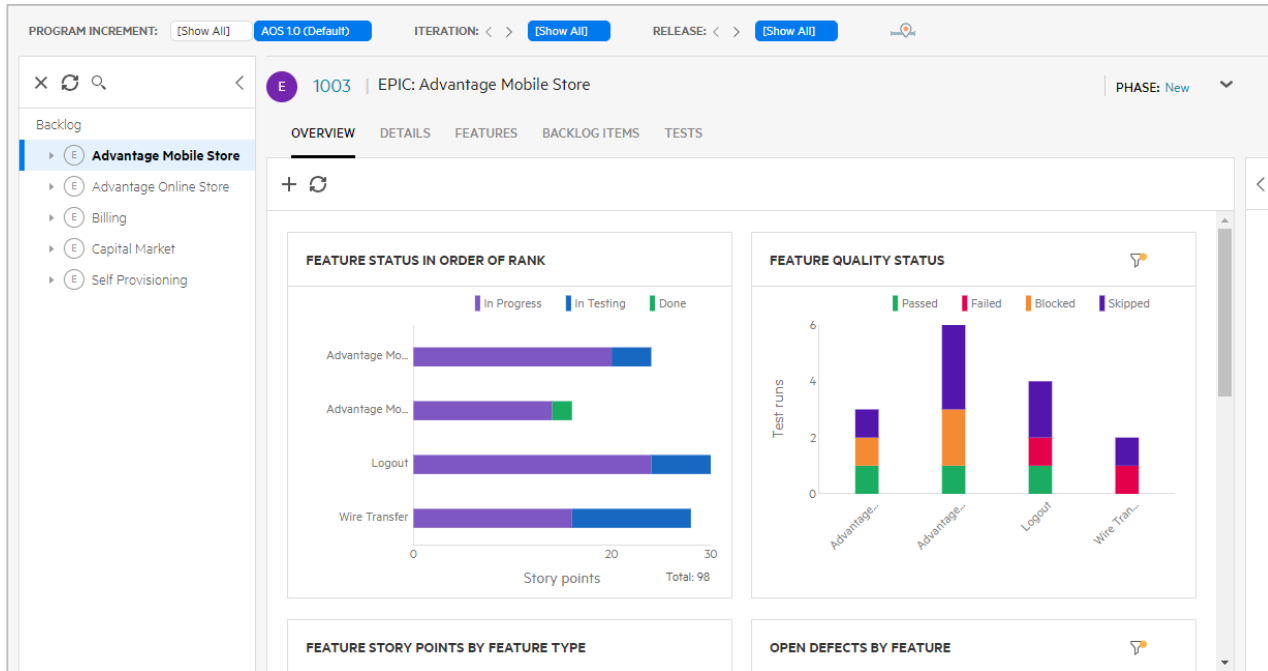 PROGRAM INCREMENT: [Show All] AOS 1.0 (Default) ITERATION: < > [Show All] RELEASE: < > [Show All]
E 1003 | EPIC: Advantage Mobile Store PHASE: New
Backlog
E Advantage Mobile Store
E Advantage Online Store
E Billing
E Capital Market
E Self Provisioning
OVERVIEW DETAILS FEATURES BACKLOG ITEMS TESTS
FEATURE STATUS IN ORDER OF RANK
In Progress In Testing Done
Advantage Mo...
Advantage Mo...
Logout
Wire Transfer
0 20 30
Story points Total: 98
FEATURE QUALITY STATUS
Passed Failed Blocked Skipped
6
4
2
0
Test runs
Advantage... Advantage... Logout Wire Tran...
FEATURE STORY POINTS BY FEATURE TYPE
OPEN DEFECTS BY FEATURE